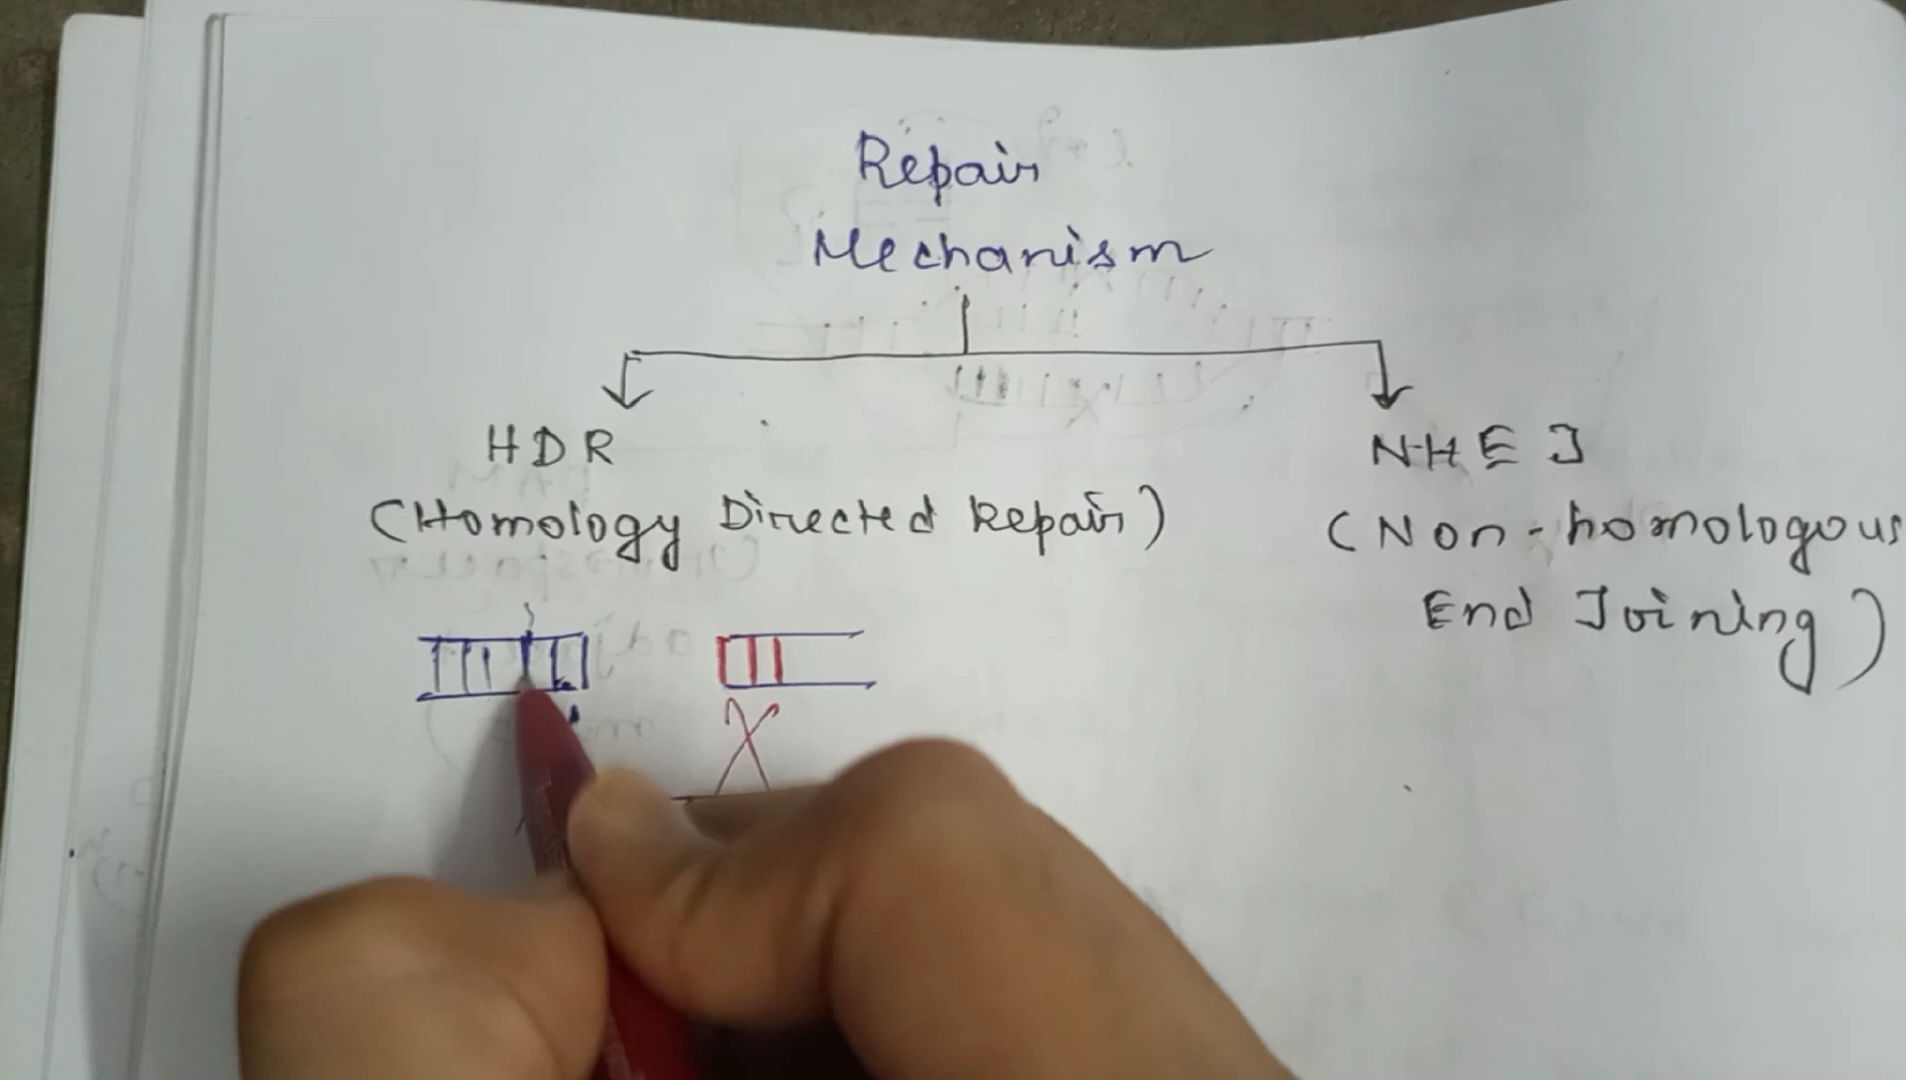 Repair
Mechanism
HDR
(Homology Directed Repair)
NHEJ
(Non-homologous
End Joining)